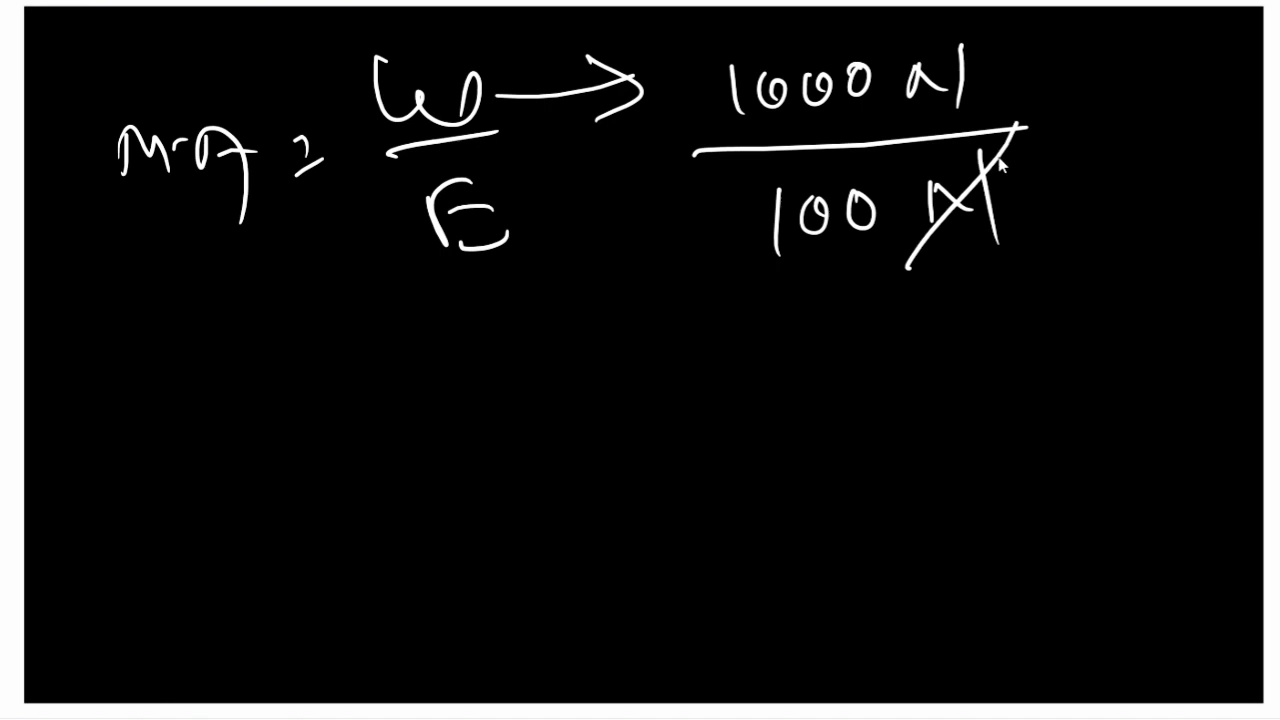 M.A = W/E → 1000 N/100 N